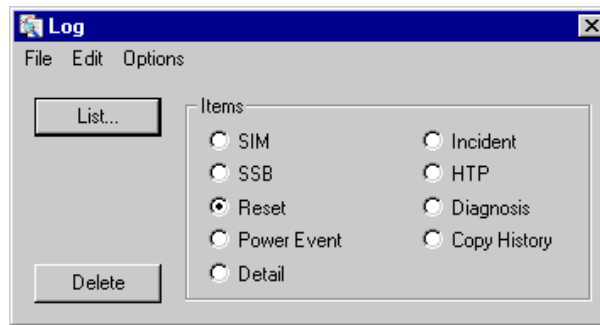 Log
File Edit Options
List...
Delete
Items
SIM
SSB
Reset
Power Event
Detail
Incident
HTP
Diagnosis
Copy History